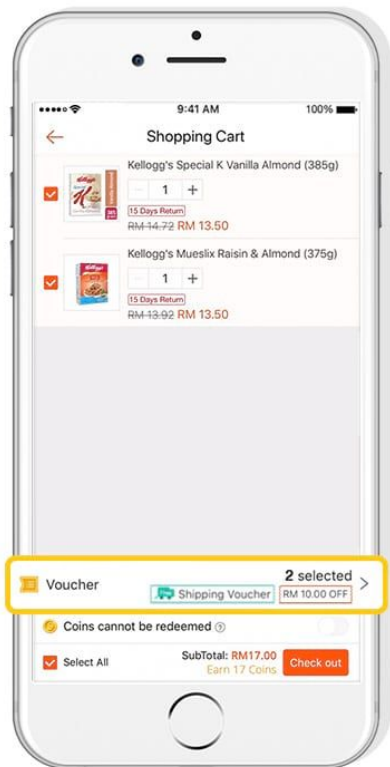 9:41 AM 100%
Shopping Cart
Kellogg's Special K Vanilla Almond (385g)
- 1 +
15 Days Return
RM 14.72 RM 13.50
Kellogg's Mueslix Raisin & Almond (375g)
- 1 +
15 Days Return
RM 13.92 RM 13.50
Voucher
2 selected
Shipping Voucher RM 10.00 OFF
Coins cannot be redeemed ?
Select All
SubTotal: RM17.00
Earn 17 Coins
Check out